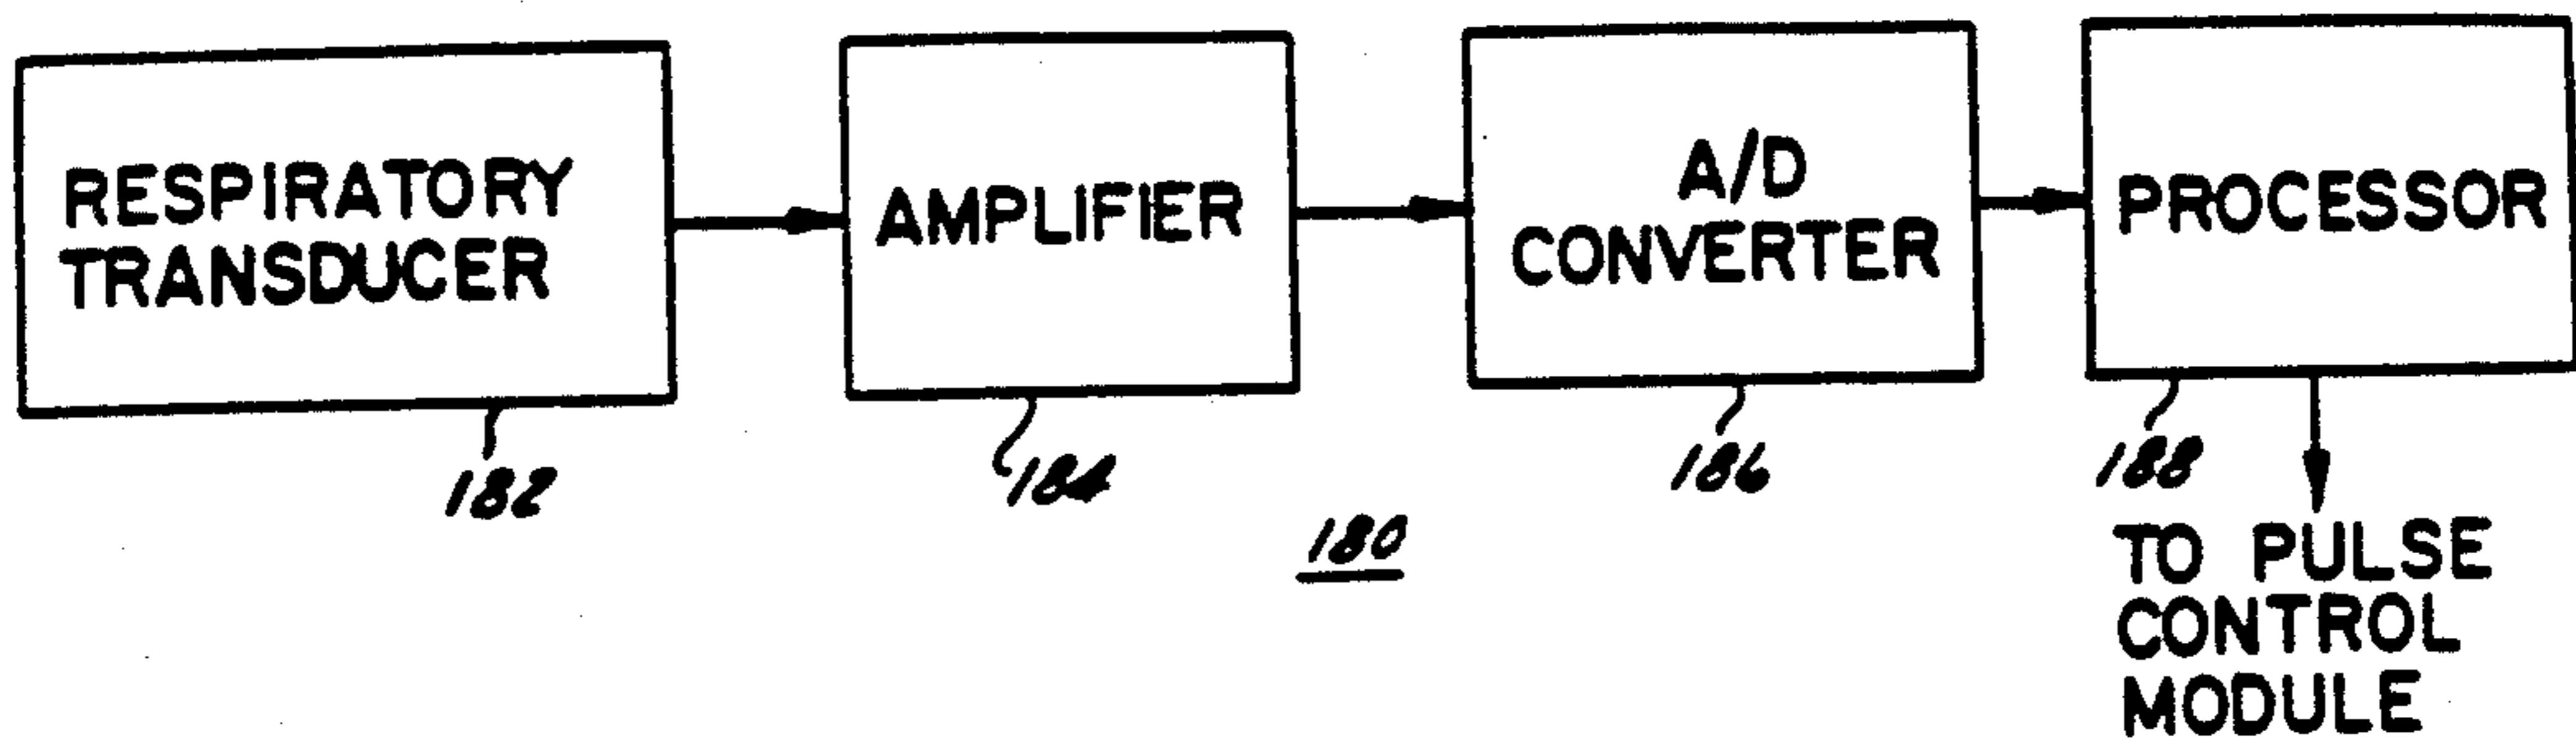 RESPIRATORY
TRANSDUCER
AMPLIFIER
A/D
CONVERTER
PROCESSOR
182
184
186
188
180
TO PULSE
CONTROL
MODULE